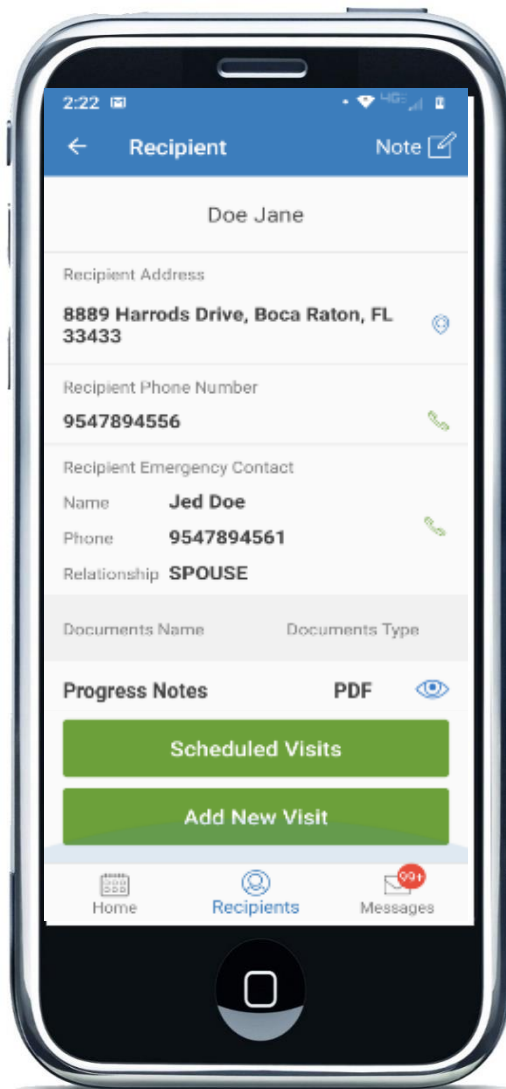 2:22 4GE
← Recipient Note
Doe Jane
Recipient Address
8889 Harrods Drive, Boca Raton, FL
33433
Recipient Phone Number
9547894556
Recipient Emergency Contact
Name Jed Doe
Phone 9547894561
Relationship SPOUSE
Documents Name Documents Type
Progress Notes PDF
Scheduled Visits
Add New Visit
99+
Home Recipients Messages